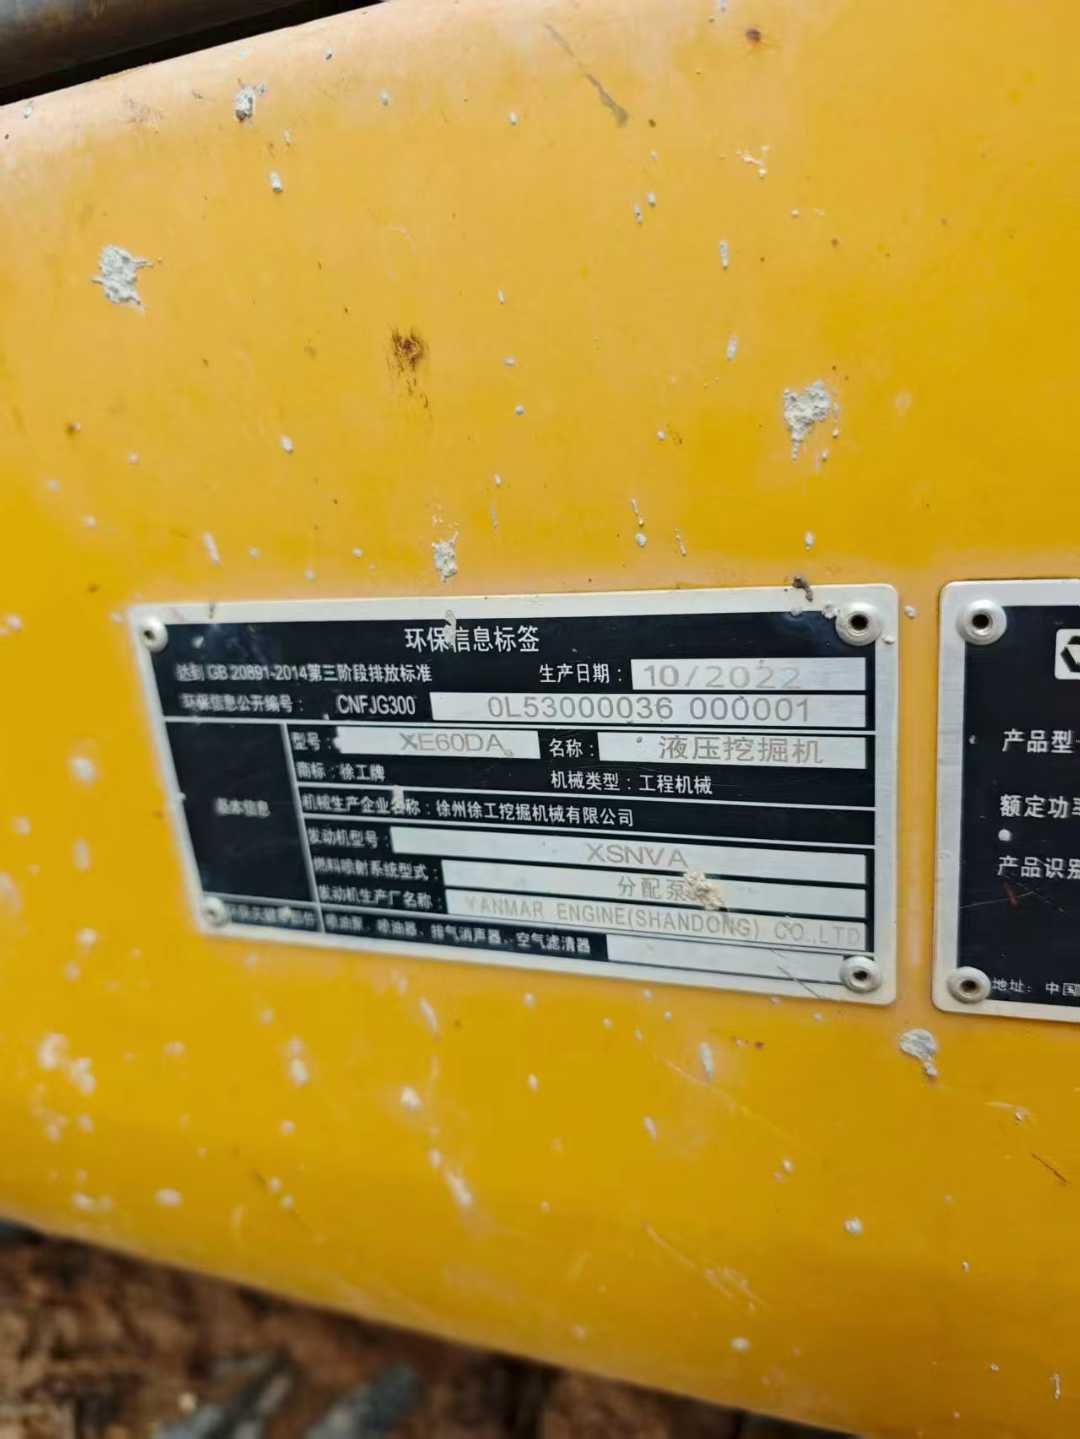 环保信息标签
达到 GB 20891-2014第三阶段排放标准 生产日期: 10/2022
环保信息公开编号: CNFJG300 0L53000036 000001
基本信息
型号: XE60DA 名称: 液压挖掘机
商标: 徐工牌 机械类型: 工程机械
机械生产企业名称: 徐州徐工挖掘机械有限公司
发动机型号: XSNVA
燃料喷射系统型式: 分配泵
发动机生产厂名称: YANMAR ENGINE(SHANDONG) CO.,LTD
喷油泵、喷油器、排气消声器、空气滤清器
产品型
额定功率
产品识别
地址: 中国